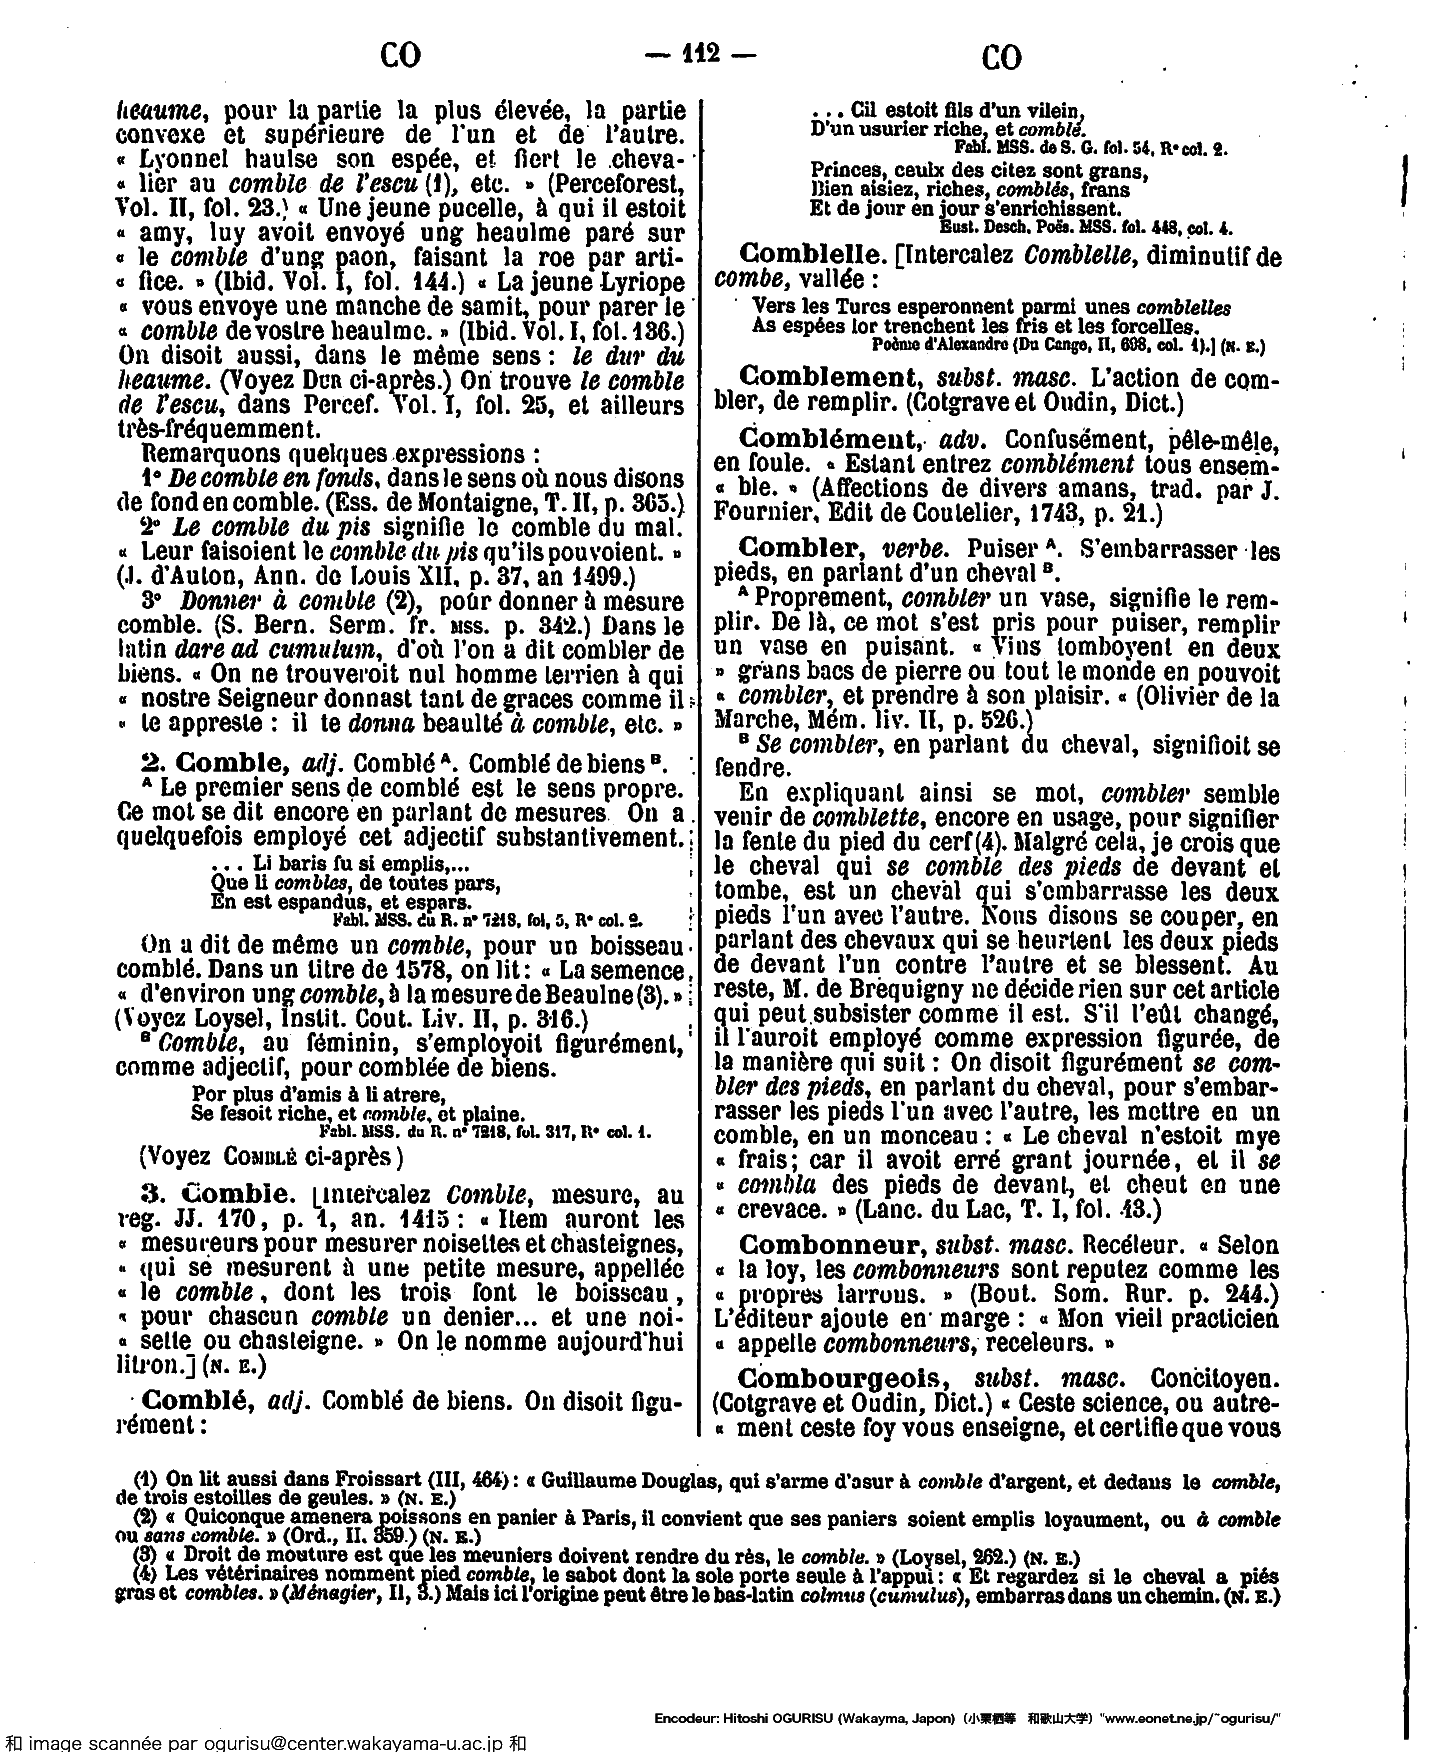 CO — 112 — CO
heaume, pour la partie la plus élevée, la partie
convexe et supérieure de l'un et de l'autre.
« Lyonnel haulse son espée, et fiert le cheva-
« lier au comble de l'escu (1), etc. » (Perceforest,
Vol. II, fol. 23.) « Une jeune pucelle, à qui il estoit
« amy, luy avoit envoyé ung heaulme paré sur
« le comble d'ung paon, faisant la roe par arti-
« fice. » (Ibid. Vol. I, fol. 144.) « La jeune Lyriope
« vous envoye une manche de samit, pour parer le
« comble de vostre heaulme. » (Ibid. Vol. I, fol. 136.)
On disoit aussi, dans le même sens : le dur du
heaume. (Voyez DUR ci-après.) On trouve le comble
de l'escu, dans Percef. Vol. I, fol. 25, et ailleurs
très-fréquemment.
Remarquons quelques expressions :
1° De comble en fonds, dans le sens où nous disons
de fond en comble. (Ess. de Montaigne, T. II, p. 365.)
2° Le comble du pis signifie le comble du mal.
« Leur faisoient le comble du pis qu'ils pouvoient. »
(J. d'Auton, Ann. de Louis XII, p. 37, an 1499.)
3° Donner à comble (2), pour donner à mesure
comble. (S. Bern. Serm. fr. MSS. p. 342.) Dans le
latin dare ad cumulum, d'où l'on a dit combler de
biens. « On ne trouveroit nul homme terrien à qui
« nostre Seigneur donnast tant de graces comme il
« te appreste : il te donna beaulté à comble, etc. »
2. Comble, adj. Comblé A. Comblé de biens B.
A Le premier sens de comblé est le sens propre.
Ce mot se dit encore en parlant de mesures. On a
quelquefois employé cet adjectif substantivement.
... Li baris fu si emplis,...
Que li combles, de toutes pars,
En est espandus, et espars.
Fabl. MSS. du R. n° 7218, fol, 5, R° col. 2.
On a dit de même un comble, pour un boisseau
comblé. Dans un titre de 1578, on lit : « La semence
« d'environ ung comble, à la mesure de Beaulne (3). »
(Voyez Loysel, Instit. Cout. Liv. II, p. 316.)
B Comble, au féminin, s'employoit figurément,
comme adjectif, pour comblée de biens.
Por plus d'amis à li atrere,
Se fesoit riche, et comble, et plaine.
Fabl. MSS. du R. n° 7218, fol. 317, R° col. 1.
(Voyez COMBLÉ ci-après)
3. Comble. [Intercalez Comble, mesure, au
reg. JJ. 170, p. 1, an. 1415 : « Item auront les
« mesureurs pour mesurer noisettes et chasteignes,
« qui se mesurent à une petite mesure, appellée
« le comble, dont les trois font le boisseau,
« pour chascun comble un denier... et une noi-
« sette ou chasteigne. » On le nomme aujourd'hui
litron.] (N. E.)
Comblé, adj. Comblé de biens. On disoit figu-
rément :
... Cil estoit fils d'un vilein,
D'un usurier riche, et comblé.
Fabl. MSS. de S. G. fol. 54, R° col. 2.
Princes, ceulx des citez sont grans,
Bien aisiez, riches, comblés, frans
Et de jour en jour s'enrichissent.
Eust. Desch. Poës. MSS. fol. 448, col. 4.
Comblelle. [Intercalez Comblelle, diminutif de
combe, vallée :
Vers les Turcs esperonnent parmi unes comblelles
As espées lor trenchent les fris et les forcelles.
Poème d'Alexandre (Du Cange, II, 698, col. 1).] (N. E.)
Comblement, subst. masc. L'action de com-
bler, de remplir. (Cotgrave et Oudin, Dict.)
Comblément, adv. Confusément, pêle-mêle,
en foule. « Estant entrez comblément tous ensem-
« ble. » (Affections de divers amans, trad. par J.
Fournier, Edit de Coutelier, 1743, p. 21.)
Combler, verbe. Puiser A. S'embarrasser les
pieds, en parlant d'un cheval B.
A Proprement, combler un vase, signifie le rem-
plir. De là, ce mot s'est pris pour puiser, remplir
un vase en puisant. « Vins tomboyent en deux
» grans bacs de pierre ou tout le monde en pouvoit
« combler, et prendre à son plaisir. « (Olivier de la
Marche, Mém. liv. II, p. 526.)
B Se combler, en parlant du cheval, signifioit se
fendre.
En expliquant ainsi se mot, combler semble
venir de comblette, encore en usage, pour signifier
la fente du pied du cerf (4). Malgré cela, je crois que
le cheval qui se comble des pieds de devant et
tombe, est un cheval qui s'embarrasse les deux
pieds l'un avec l'autre. Nous disons se couper, en
parlant des chevaux qui se heurtent les deux pieds
de devant l'un contre l'autre et se blessent. Au
reste, M. de Brequigny ne décide rien sur cet article
qui peut subsister comme il est. S'il l'eût changé,
il l'auroit employé comme expression figurée, de
la manière qui suit : On disoit figurément se com-
bler des pieds, en parlant du cheval, pour s'embar-
rasser les pieds l'un avec l'autre, les mettre en un
comble, en un monceau : « Le cheval n'estoit mye
« frais ; car il avoit erré grant journée, et il se
« combla des pieds de devant, et cheut en une
« crevace. » (Lanc. du Lac, T. I, fol. 43.)
Combonneur, subst. masc. Recéleur. « Selon
« la loy, les combonneurs sont reputez comme les
« propres larrous. » (Bout. Som. Rur. p. 244.)
L'éditeur ajoute en marge : « Mon vieil practicien
« appelle combonneurs, receleurs. »
Combourgeois, subst. masc. Concitoyen.
(Cotgrave et Oudin, Dict.) « Ceste science, ou autre-
« ment ceste foy vous enseigne, et certifie que vous
(1) On lit aussi dans Froissart (III, 464) : « Guillaume Douglas, qui s'arme d'asur à comble d'argent, et dedans le comble,
de trois estoilles de geules. » (N. E.)
(2) « Quiconque amenera poissons en panier à Paris, il convient que ses paniers soient emplis loyaument, ou à comble
ou sans comble. » (Ord., II. 359.) (N. E.)
(3) « Droit de mouture est que les meuniers doivent rendre du rès, le comble. » (Loysel, 262.) (N. E.)
(4) Les vétérinaires nomment pied comble, le sabot dont la sole porte seule à l'appui : « Et regardez si le cheval a piés
gras et combles. » (Ménagier, II, 3.) Mais ici l'origine peut être le bas-latin colmus (cumulus), embarras dans un chemin. (N. E.)
Encodeur: Hitoshi OGURISU (Wakayma, Japon) (小栗栖等 和歌山大学) "www.eonet.ne.jp/~ogurisu/"
和 image scannée par ogurisu@center.wakayama-u.ac.jp 和